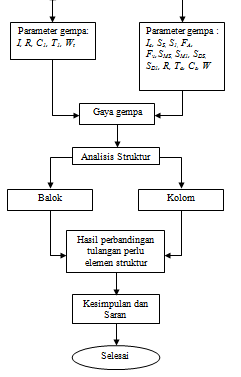 Parameter gempa:
I, R, C1, T1, Wt
Parameter gempa :
Ie, SS, S1, FA,
Fv, SMS, SM1, SDS,
SD1, R, Ta, Cs, W
Gaya gempa
Analisis Struktur
Balok
Kolom
Hasil perbandingan
tulangan perlu
elemen struktur
Kesimpulan dan
Saran
Selesai